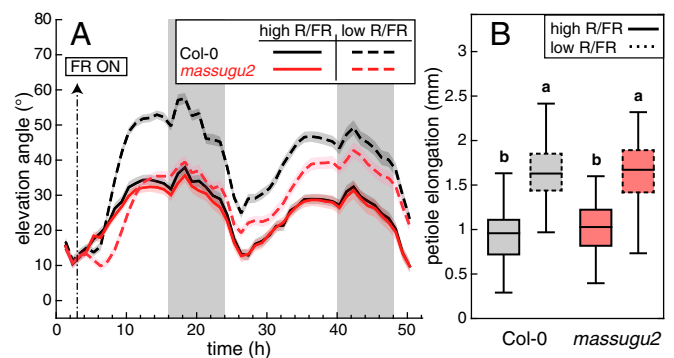 A
high R/FR low R/FR
Col-0
massugu2
FR ON
elevation angle (°)
80
70
60
50
40
30
20
10
0
0 10 20 30 40 50
time (h)
B
high R/FR
low R/FR
petiole elongation (mm)
3
2.5
2
1.5
1
0.5
0
b a b a
Col-0 massugu2